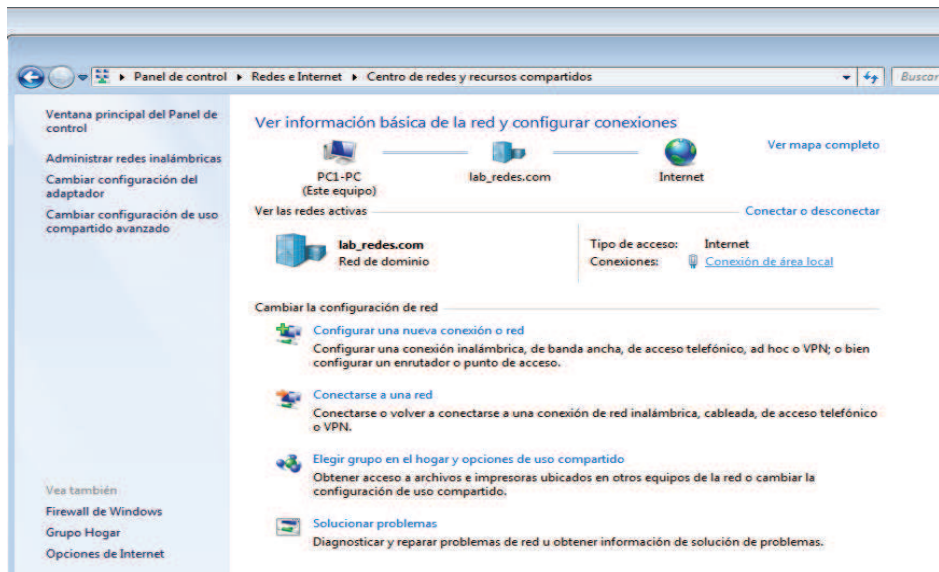 Panel de control ▸ Redes e Internet ▸ Centro de redes y recursos compartidos
Buscar
Ventana principal del Panel de
control
Administrar redes inalámbricas
Cambiar configuración del
adaptador
Cambiar configuración de uso
compartido avanzado
Vea también
Firewall de Windows
Grupo Hogar
Opciones de Internet
Ver información básica de la red y configurar conexiones
Ver mapa completo
PC1-PC
(Este equipo)
lab_redes.com
Internet
Ver las redes activas
Conectar o desconectar
lab_redes.com
Red de dominio
Tipo de acceso: Internet
Conexiones: Conexión de área local
Cambiar la configuración de red
Configurar una nueva conexión o red
Configurar una conexión inalámbrica, de banda ancha, de acceso telefónico, ad hoc o VPN; o bien
configurar un enrutador o punto de acceso.
Conectarse a una red
Conectarse o volver a conectarse a una conexión de red inalámbrica, cableada, de acceso telefónico
o VPN.
Elegir grupo en el hogar y opciones de uso compartido
Obtener acceso a archivos e impresoras ubicados en otros equipos de la red o cambiar la
configuración de uso compartido.
Solucionar problemas
Diagnosticar y reparar problemas de red u obtener información de solución de problemas.